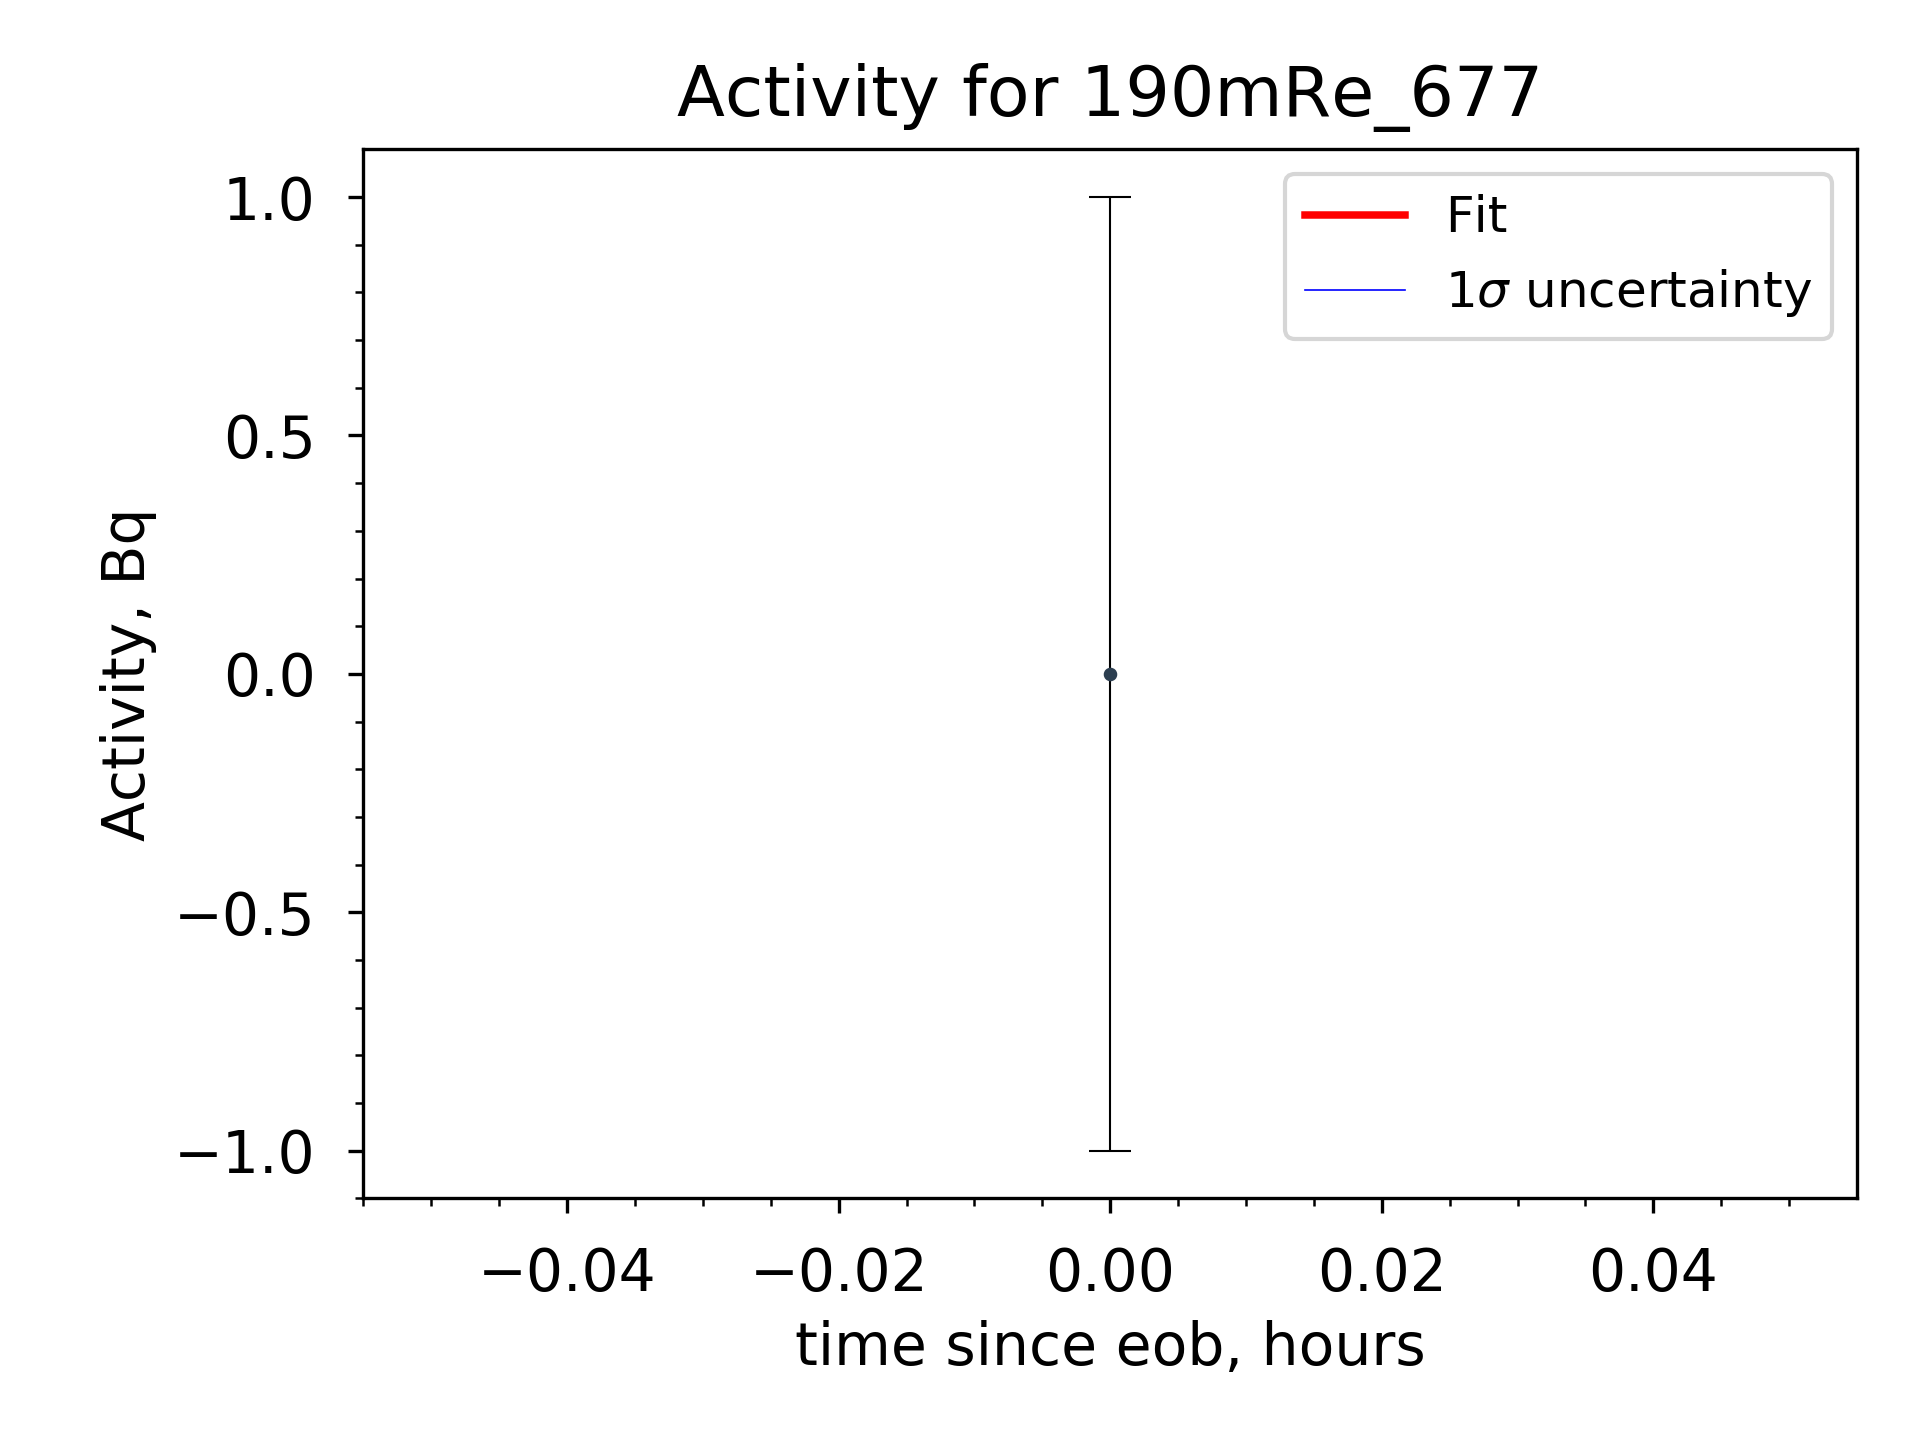 Activity for 190mRe_677
Fit
1σ uncertainty
1.0
0.5
0.0
−0.5
−1.0
Activity, Bq
−0.04
−0.02
0.00
0.02
0.04
time since eob, hours